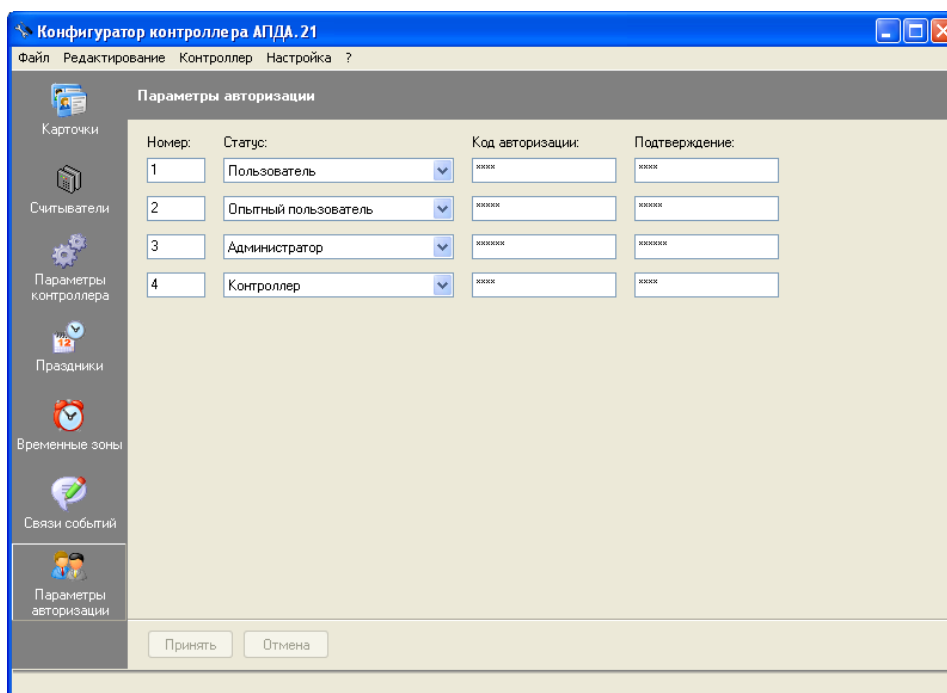 Конфигуратор контроллера АПДА.21
Файл Редактирование Контроллер Настройка ?
Карточки
Считыватели
Параметры
контроллера
12
Праздники
Временные зоны
Связи событий
Параметры
авторизации
Параметры авторизации
Номер: Статус: Код авторизации: Подтверждение:
1 Пользователь **** ****
2 Опытный пользователь ***** *****
3 Администратор ****** ******
4 Контроллер **** ****
Принять Отмена